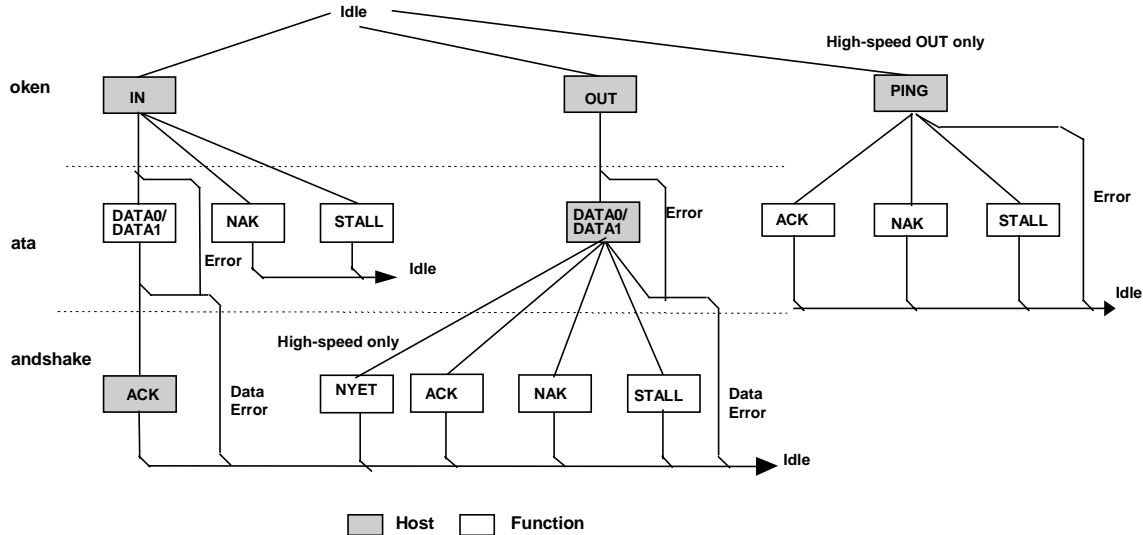 Idle
High-speed OUT only
oken
IN
OUT
PING
DATA0/
DATA1
NAK
STALL
DATA0/
DATA1
Error
ACK
NAK
STALL
Error
ata
Error
Idle
Idle
High-speed only
andshake
ACK
Data
Error
NYET
ACK
NAK
STALL
Data
Error
Idle
Host
Function